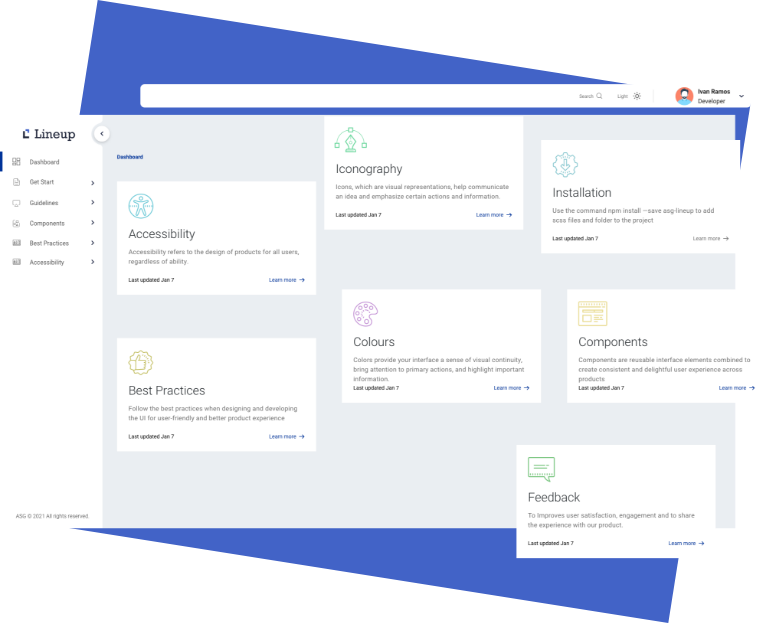 Search
Light
Ivan Ramos
Developer
Lineup
Dashboard
Get Start
Guidelines
Components
Best Practices
Accessibility
ASG © 2021 All rights reserved.
Dashboard
Accessibility
Accessibility refers to the design of products for all users,
regardless of ability.
Last updated Jan 7
Learn more →
Iconography
Icons, which are visual representations, help communicate
an idea and emphasize certain actions and information.
Last updated Jan 7
Learn more →
Installation
Use the command npm install —save asg-lineup to add
scss files and folder to the project
Last updated Jan 7
Learn more →
Best Practices
Follow the best practices when designing and developing
the UI for user-friendly and better product experience
Last updated Jan 7
Learn more →
Colours
Colors provide your interface a sense of visual continuity,
bring attention to primary actions, and highlight important
information.
Last updated Jan 7
Learn more →
Components
Components are reusable interface elements combined to
create consistent and delightful user experience across
products
Last updated Jan 7
Learn more →
Feedback
To Improves user satisfaction, engagement and to share
the experience with our product.
Last updated Jan 7
Learn more →